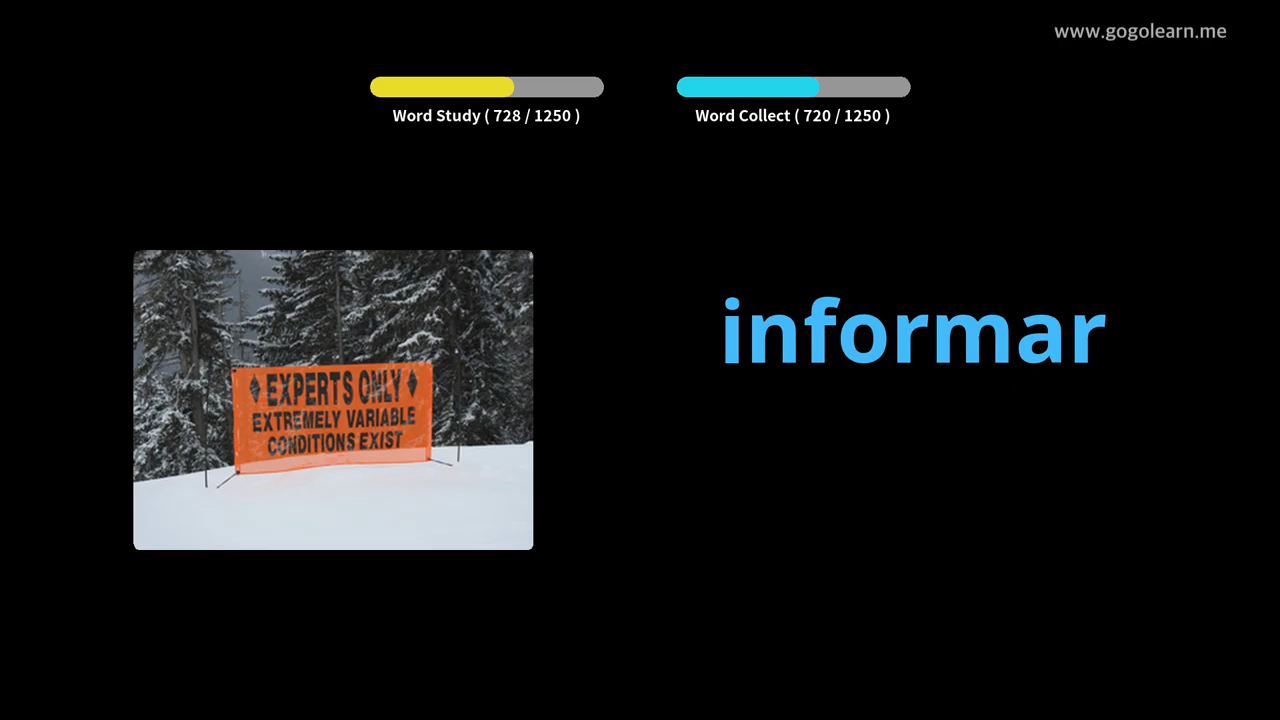 www.gogolearn.me
Word Study ( 728 / 1250 )
Word Collect ( 720 / 1250 )
informar
EXPERTS ONLY
EXTREMELY VARIABLE
CONDITIONS EXIST